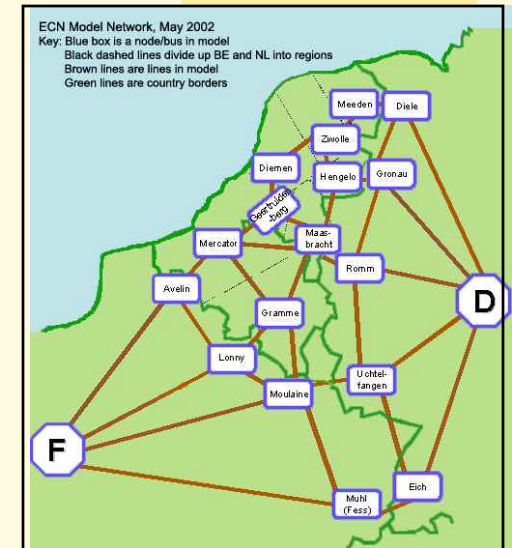 ECN Model Network, May 2002
Key: Blue box is a node/bus in model
Black dashed lines divide up BE and NL into regions
Brown lines are lines in model
Green lines are country borders
Meeden
Diele
Zwolle
Diemen
Hengelo
Gronau
Geertruiden
-berg
Mercator
Maas-
bracht
Romm
Avelin
D
Gramme
Lonny
Uchtel-
fangen
Moulaine
F
Eich
Muhl
(Fess)